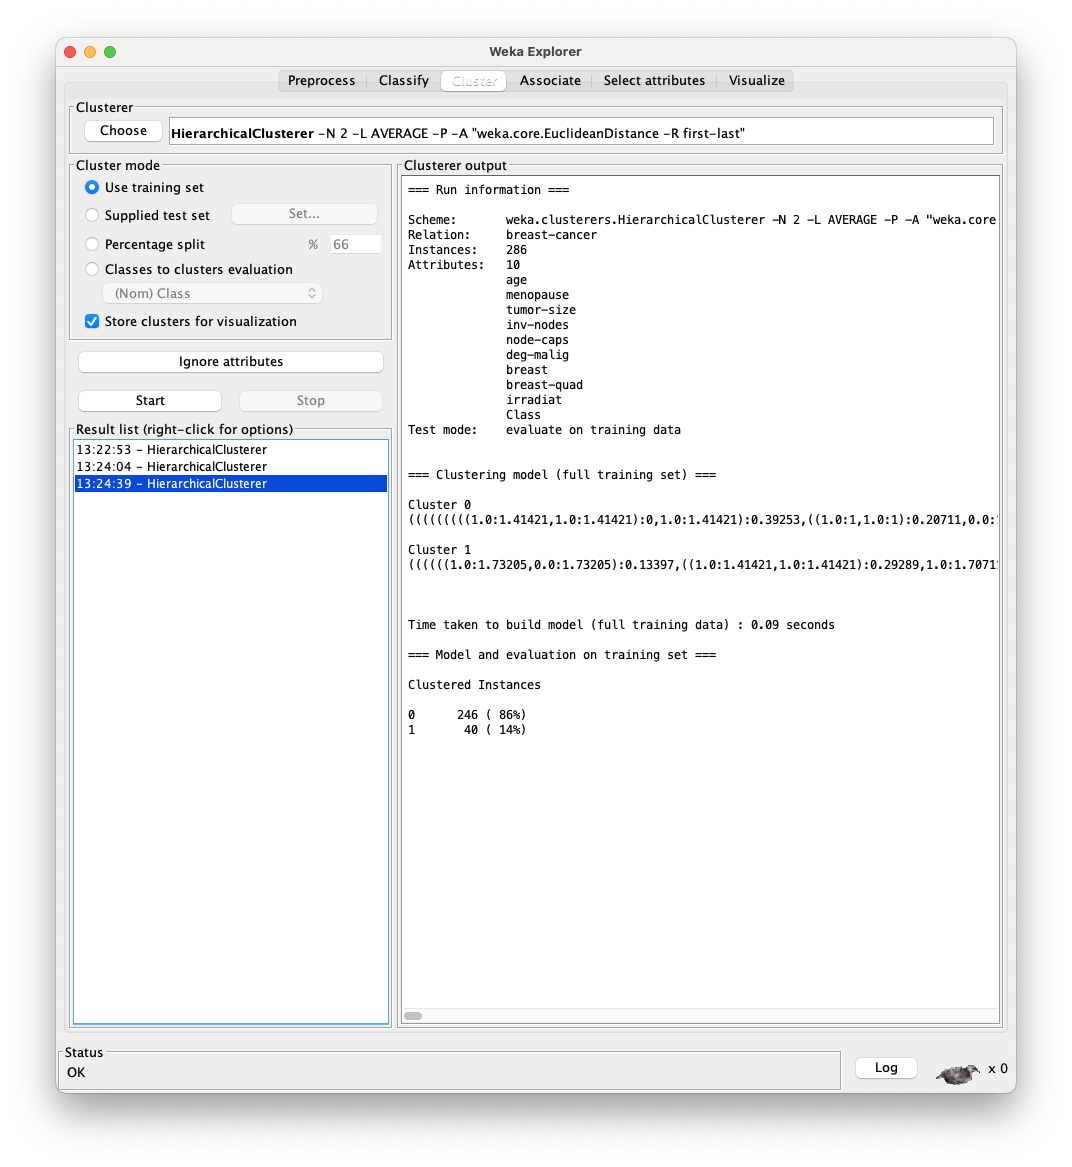 Weka Explorer
Preprocess Classify Cluster Associate Select attributes Visualize
Clusterer
Choose HierarchicalClusterer -N 2 -L AVERAGE -P -A "weka.core.EuclideanDistance -R first-last"
Cluster mode
Use training set
Supplied test set Set...
Percentage split % 66
Classes to clusters evaluation
(Nom) Class
Store clusters for visualization
Ignore attributes
Start Stop
Result list (right-click for options)
13:22:53 - HierarchicalClusterer
13:24:04 - HierarchicalClusterer
13:24:39 - HierarchicalClusterer
Clusterer output
=== Run information ===
Scheme: weka.clusterers.HierarchicalClusterer -N 2 -L AVERAGE -P -A "weka.core
Relation: breast-cancer
Instances: 286
Attributes: 10
age
menopause
tumor-size
inv-nodes
node-caps
deg-malig
breast
breast-quad
irradiat
Class
Test mode: evaluate on training data
=== Clustering model (full training set) ===
Cluster 0
(((((((((1.0:1.41421,1.0:1.41421):0,1.0:1.41421):0.39253,((1.0:1,1.0:1):0.20711,0.0:
Cluster 1
((((((1.0:1.73205,0.0:1.73205):0.13397,((1.0:1.41421,1.0:1.41421):0.29289,1.0:1.7071
Time taken to build model (full training data) : 0.09 seconds
=== Model and evaluation on training set ===
Clustered Instances
0 246 ( 86%)
1 40 ( 14%)
Status
OK
Log x 0